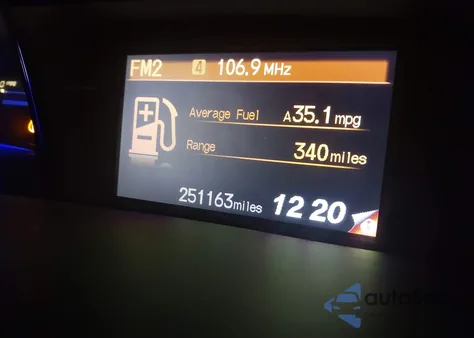 FM2 4 106.9 MHz
Average Fuel A35.1 mpg
Range 340 miles
251163 miles 12 20